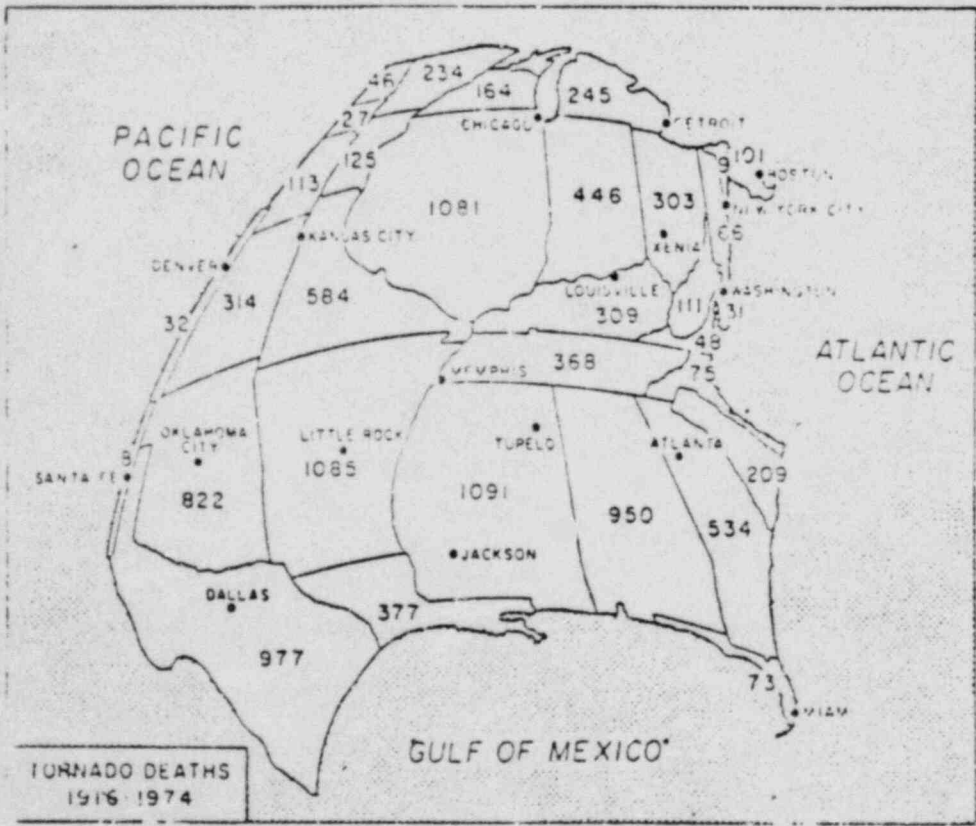 46
234
164
245
27
CHICAGO
DETROIT
PACIFIC
OCEAN
125
9
101
BOSTON
113
1081
446
303
NEW YORK CITY
KANSAS CITY
XENIA
66
DENVER
314
584
LOUISVILLE
WASHINGTON
111
31
32
309
48
ATLANTIC
OCEAN
368
75
MEMPHIS
OKLAHOMA
CITY
LITTLE ROCK
TUPELO
ATLANTA
8
SANTA FE
1085
209
822
1091
950
534
JACKSON
DALLAS
377
977
73
MIAMI
GULF OF MEXICO
TORNADO DEATHS
1916-1974